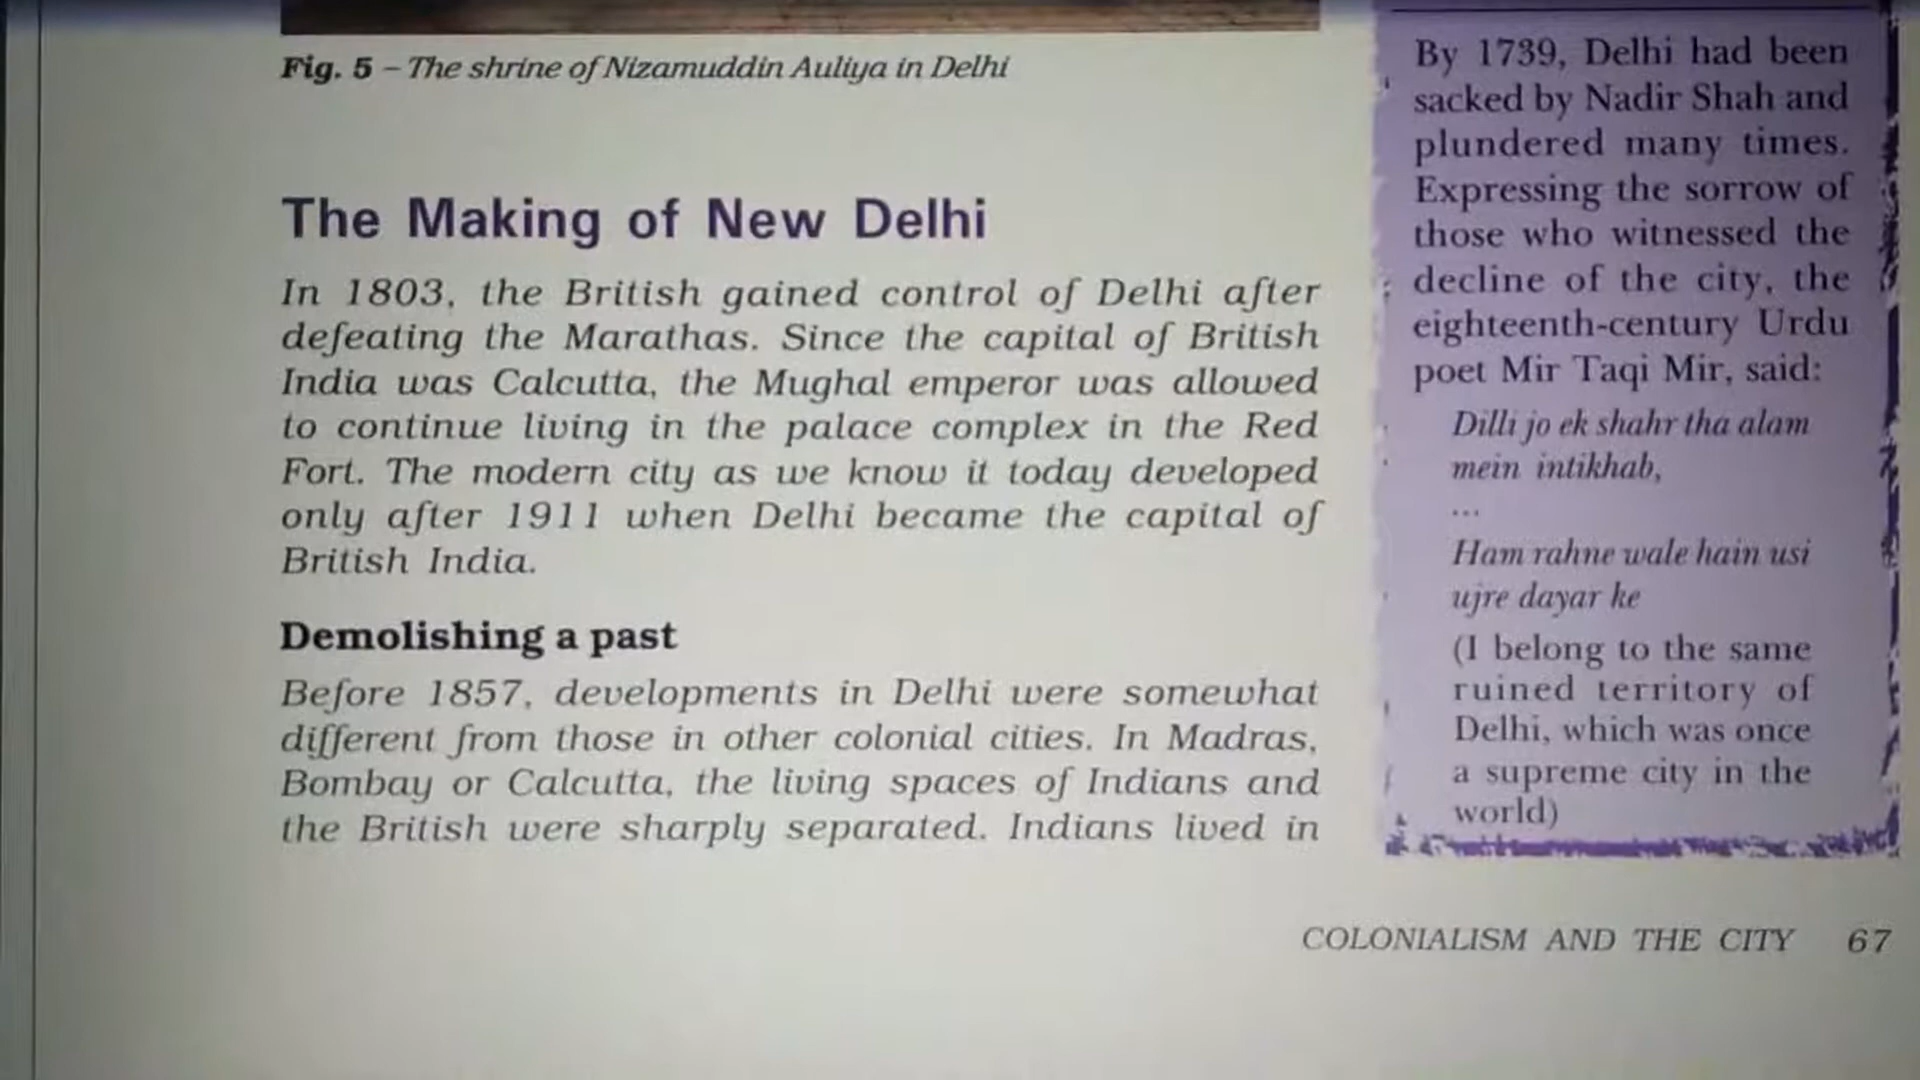 Fig. 5 – The shrine of Nizamuddin Auliya in Delhi
The Making of New Delhi
In 1803, the British gained control of Delhi after
defeating the Marathas. Since the capital of British
India was Calcutta, the Mughal emperor was allowed
to continue living in the palace complex in the Red
Fort. The modern city as we know it today developed
only after 1911 when Delhi became the capital of
British India.
Demolishing a past
Before 1857, developments in Delhi were somewhat
different from those in other colonial cities. In Madras,
Bombay or Calcutta, the living spaces of Indians and
the British were sharply separated. Indians lived in
By 1739, Delhi had been
sacked by Nadir Shah and
plundered many times.
Expressing the sorrow of
those who witnessed the
decline of the city, the
eighteenth-century Urdu
poet Mir Taqi Mir, said:
Dilli jo ek shahr tha alam
mein intikhab,
...
Ham rahne wale hain usi
ujre dayar ke
(I belong to the same
ruined territory of
Delhi, which was once
a supreme city in the
world)
COLONIALISM AND THE CITY 67